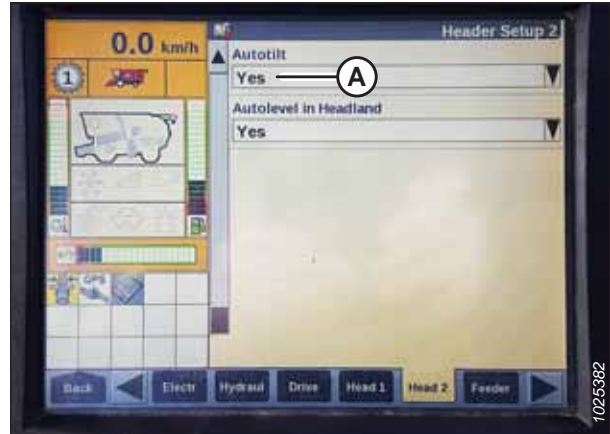 Header Setup 2
0.0 km/h
1
Autotilt
Yes
A
Autolevel in Headland
Yes
GPS
Back
Electr
Hydraul
Drive
Head 1
Head 2
Feeder
1025382